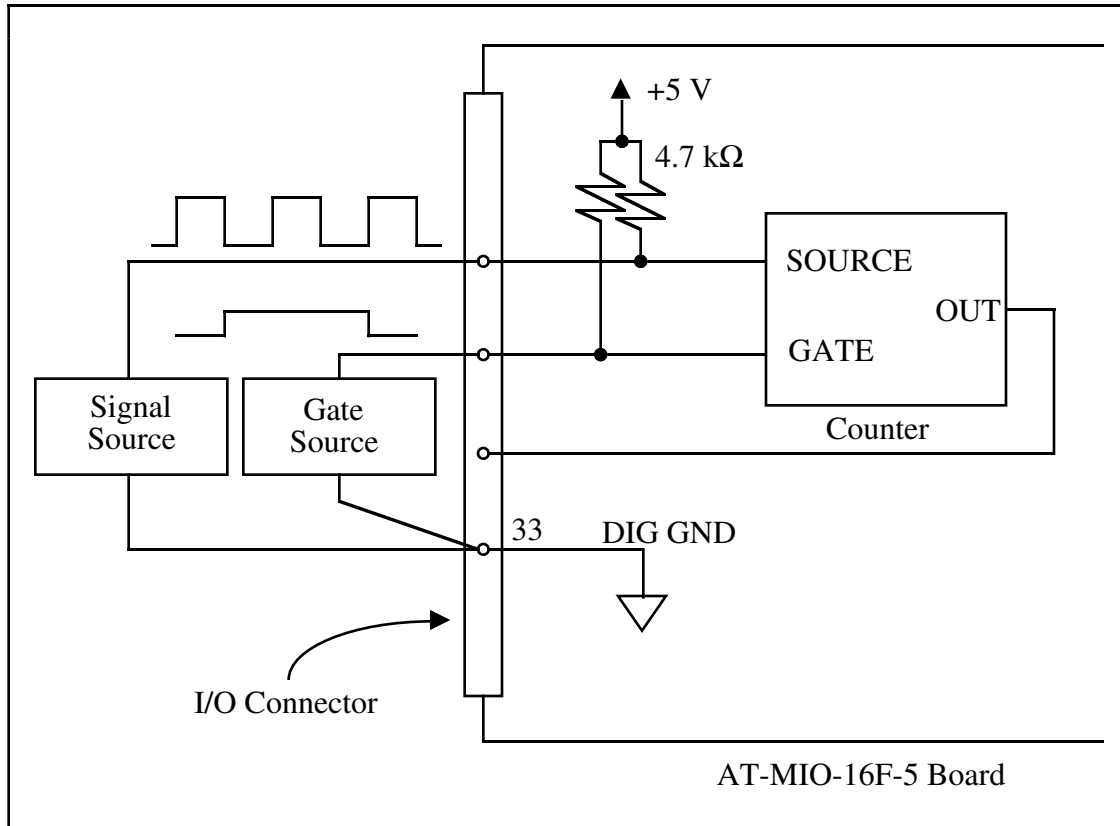 +5 V
4.7 kΩ
SOURCE
OUT
GATE
Signal
Source
Gate
Source
Counter
33
DIG GND
I/O Connector
AT-MIO-16F-5 Board